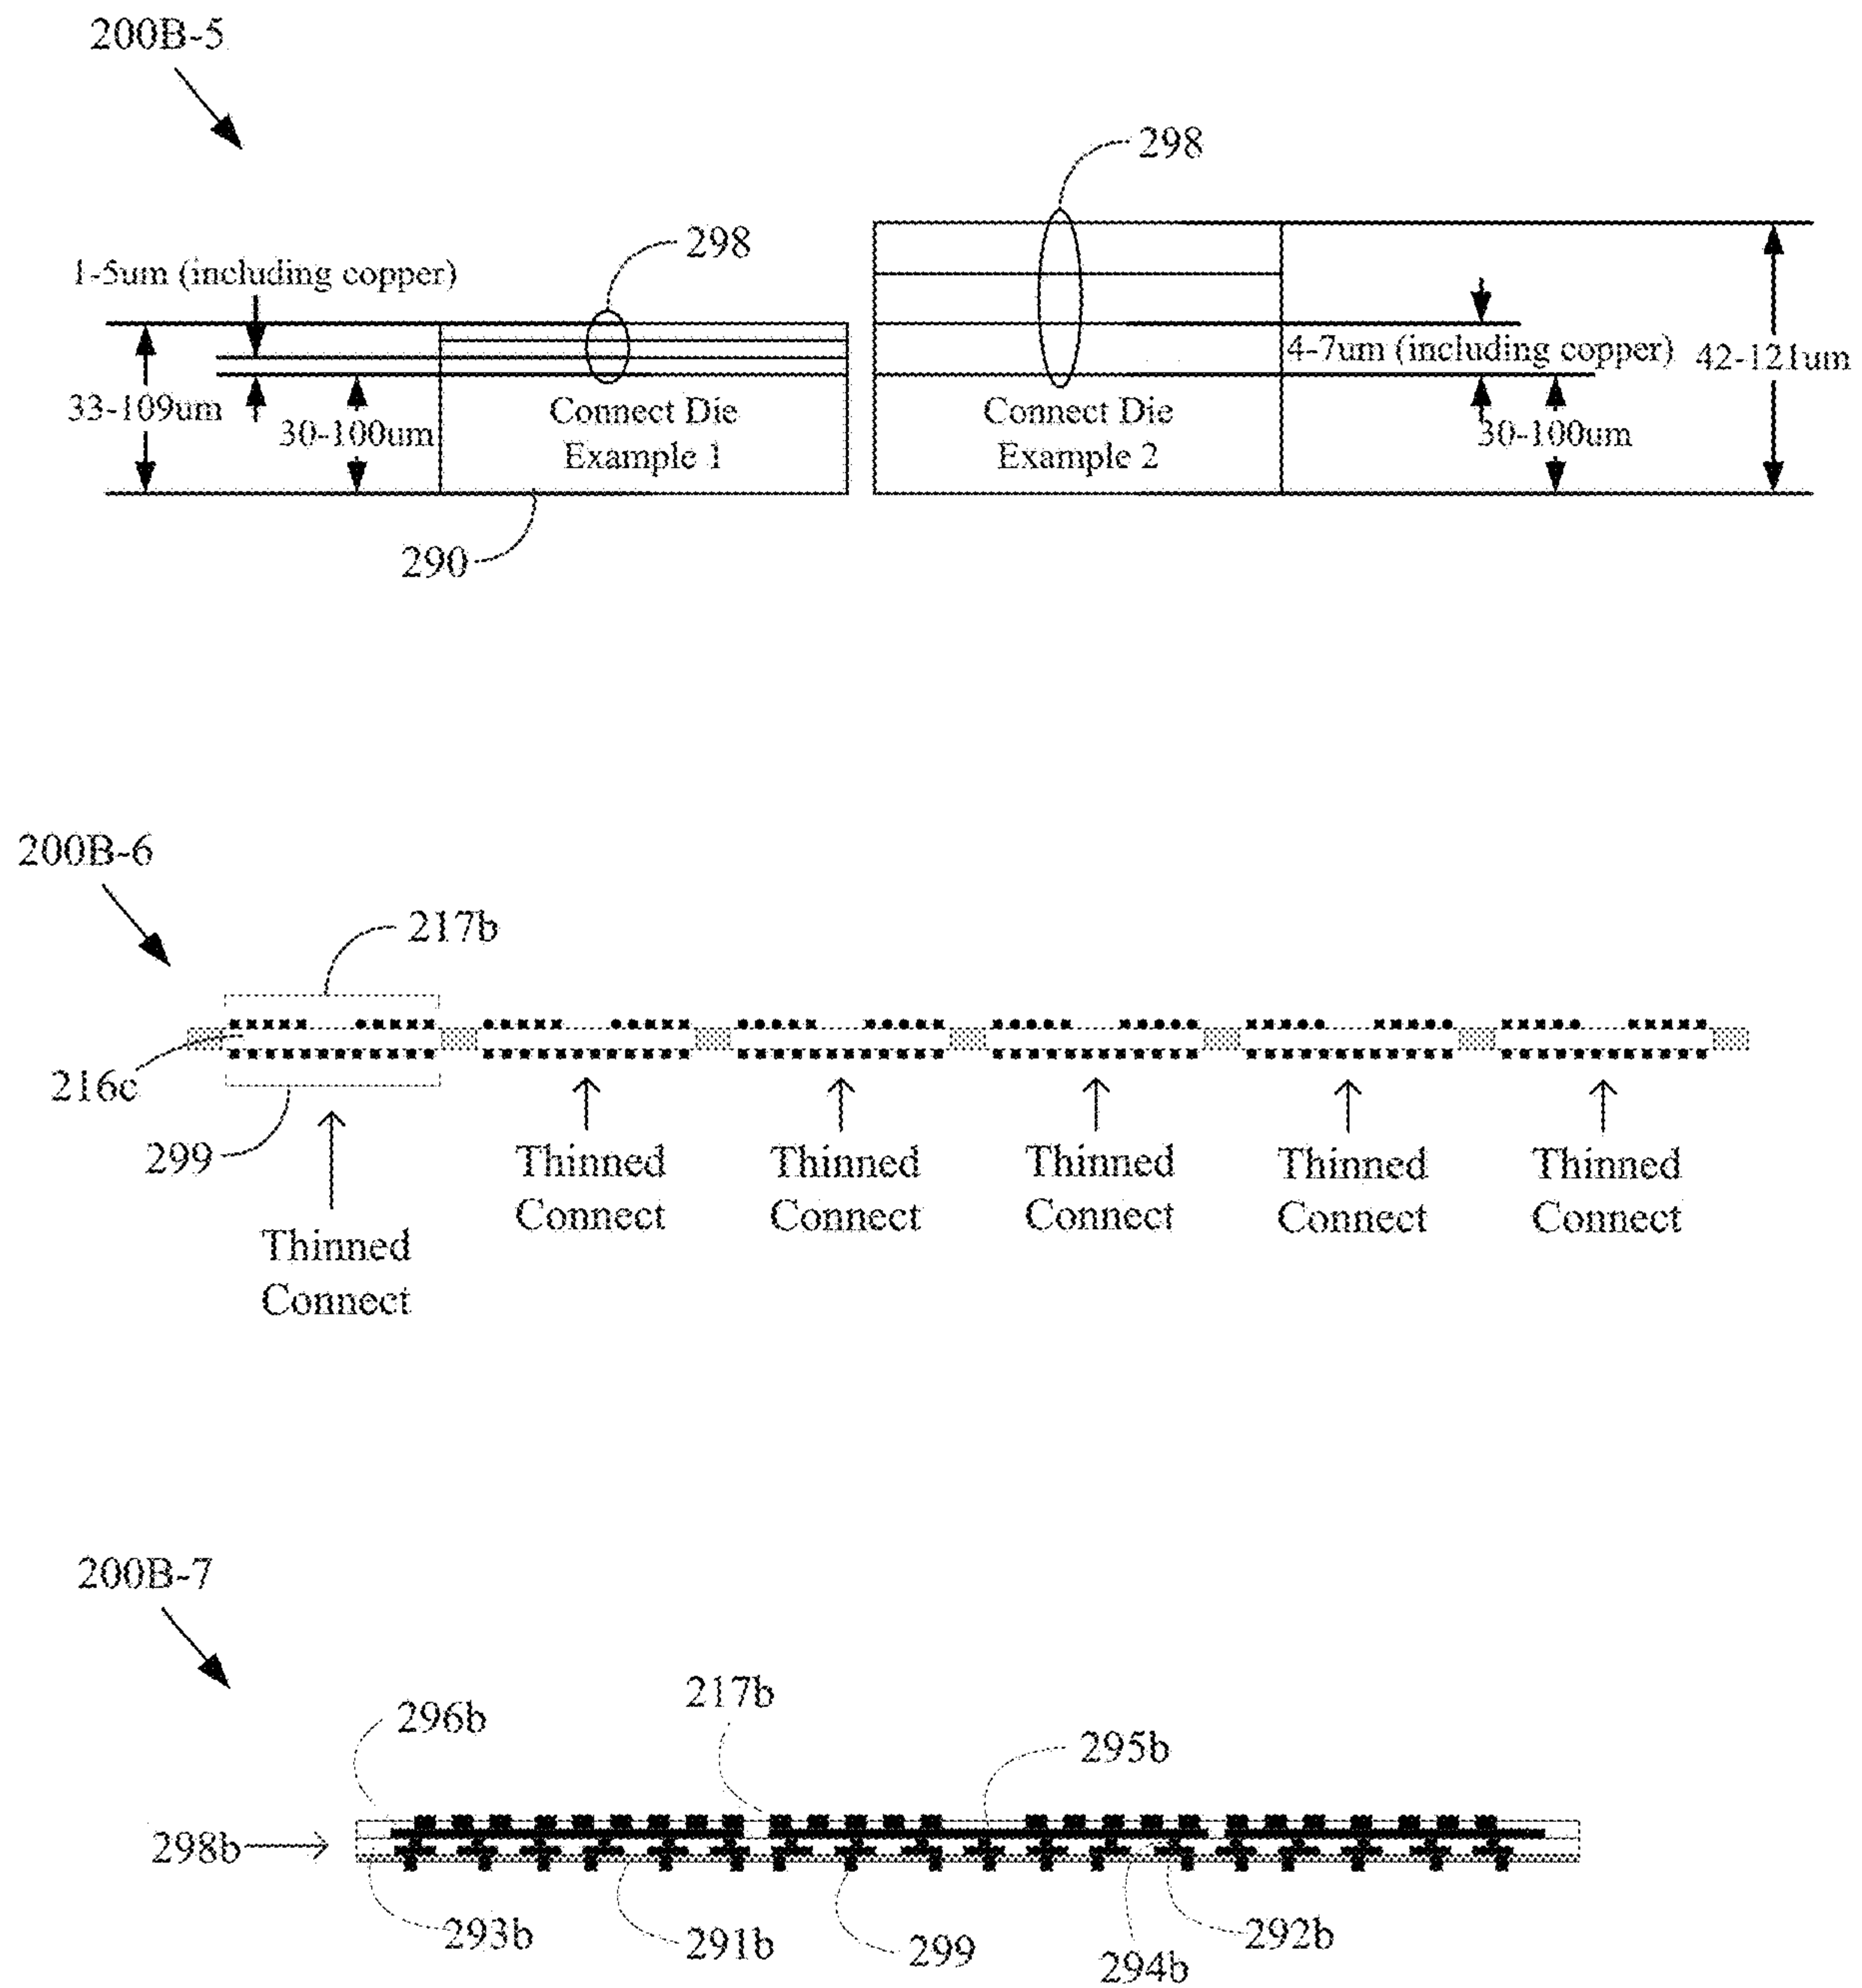 200B-5
298
298
1-5um (including copper)
4-7um (including copper)
42-121um
33-109um
30-100um
Connect Die
Example 1
Connect Die
Example 2
30-100um
290
200B-6
217b
216c
299
Thinned
Connect
Thinned
Connect
Thinned
Connect
Thinned
Connect
Thinned
Connect
Thinned
Connect
200B-7
296b
217b
295b
298b
293b
291b
299
294b
292b